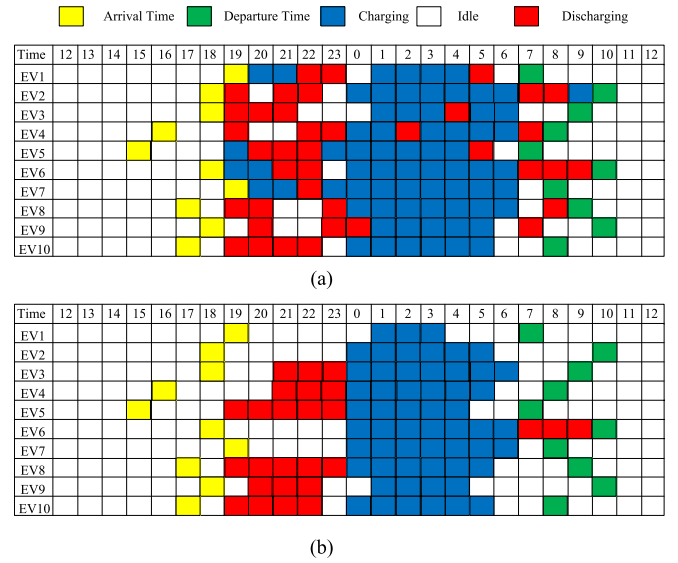 Arrival Time Departure Time Charging Idle Discharging
Time 12 13 14 15 16 17 18 19 20 21 22 23 0 1 2 3 4 5 6 7 8 9 10 11 12
EV1
EV2
EV3
EV4
EV5
EV6
EV7
EV8
EV9
EV10
(a)
Time 12 13 14 15 16 17 18 19 20 21 22 23 0 1 2 3 4 5 6 7 8 9 10 11 12
EV1
EV2
EV3
EV4
EV5
EV6
EV7
EV8
EV9
EV10
(b)